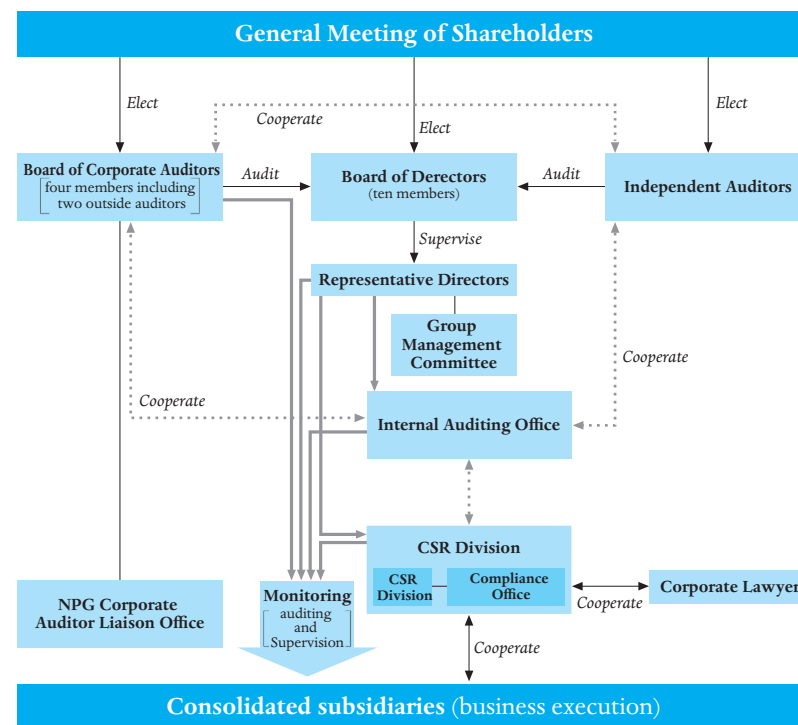 General Meeting of Shareholders
Elect
Cooperate
Elect
Elect
Board of Corporate Auditors
four members including
two outside auditors
Audit
Board of Derectors
(ten members)
Audit
Independent Auditors
Supervise
Representative Directors
Group
Management
Committee
Cooperate
Cooperate
Internal Auditing Office
CSR Division
CSR
Division
Compliance
Office
Corporate Lawyer
Cooperate
NPG Corporate
Auditor Liaison Office
Monitoring
auditing
and
Supervision
Cooperate
Consolidated subsidiaries (business execution)